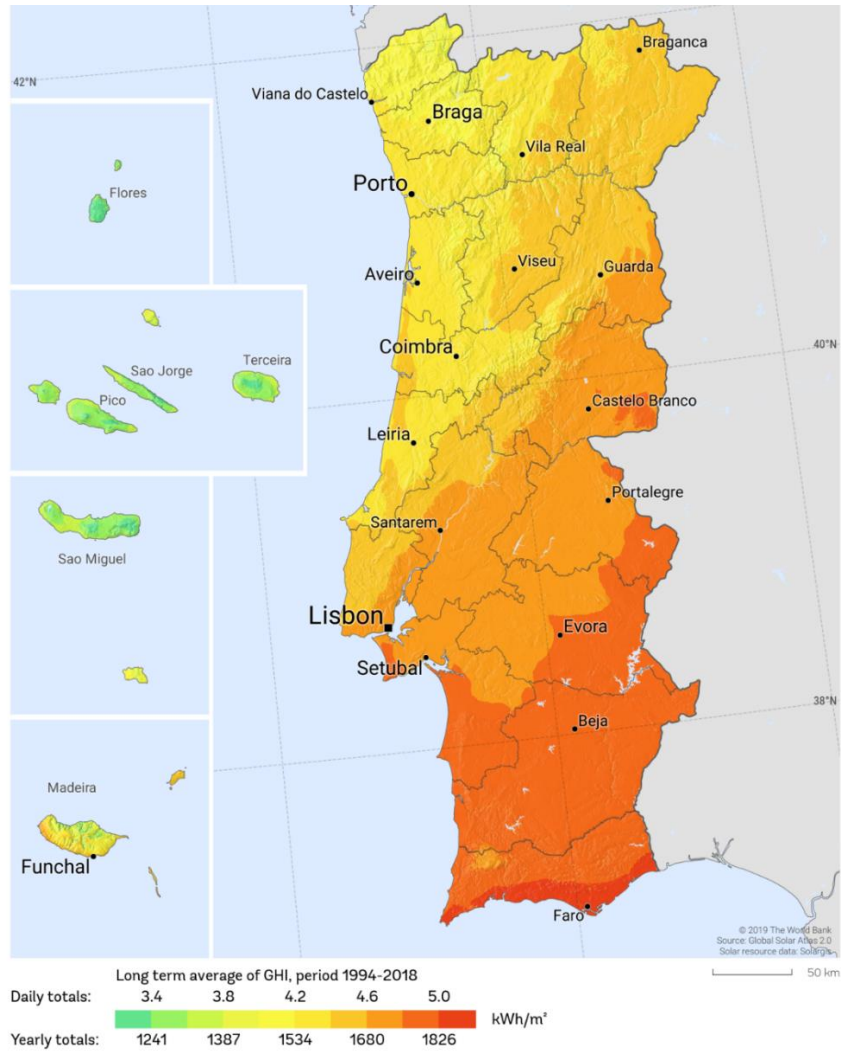 Braganca
42°N
Viana do Castelo
Braga
Vila Real
Flores
Porto
Viseu
Guarda
Aveiro
40°N
Coimbra
Terceira
Sao Jorge
Pico
Castelo Branco
Leiria
Portalegre
Santarem
Sao Miguel
Lisbon
Evora
Setubal
38°N
Beja
Madeira
Funchal
Faro
© 2019 The World Bank
Source: Global Solar Atlas 2.0
Solar resource data: Solargis
50 km
Long term average of GHI, period 1994-2018
Daily totals: 3.4 3.8 4.2 4.6 5.0
kWh/m²
Yearly totals: 1241 1387 1534 1680 1826